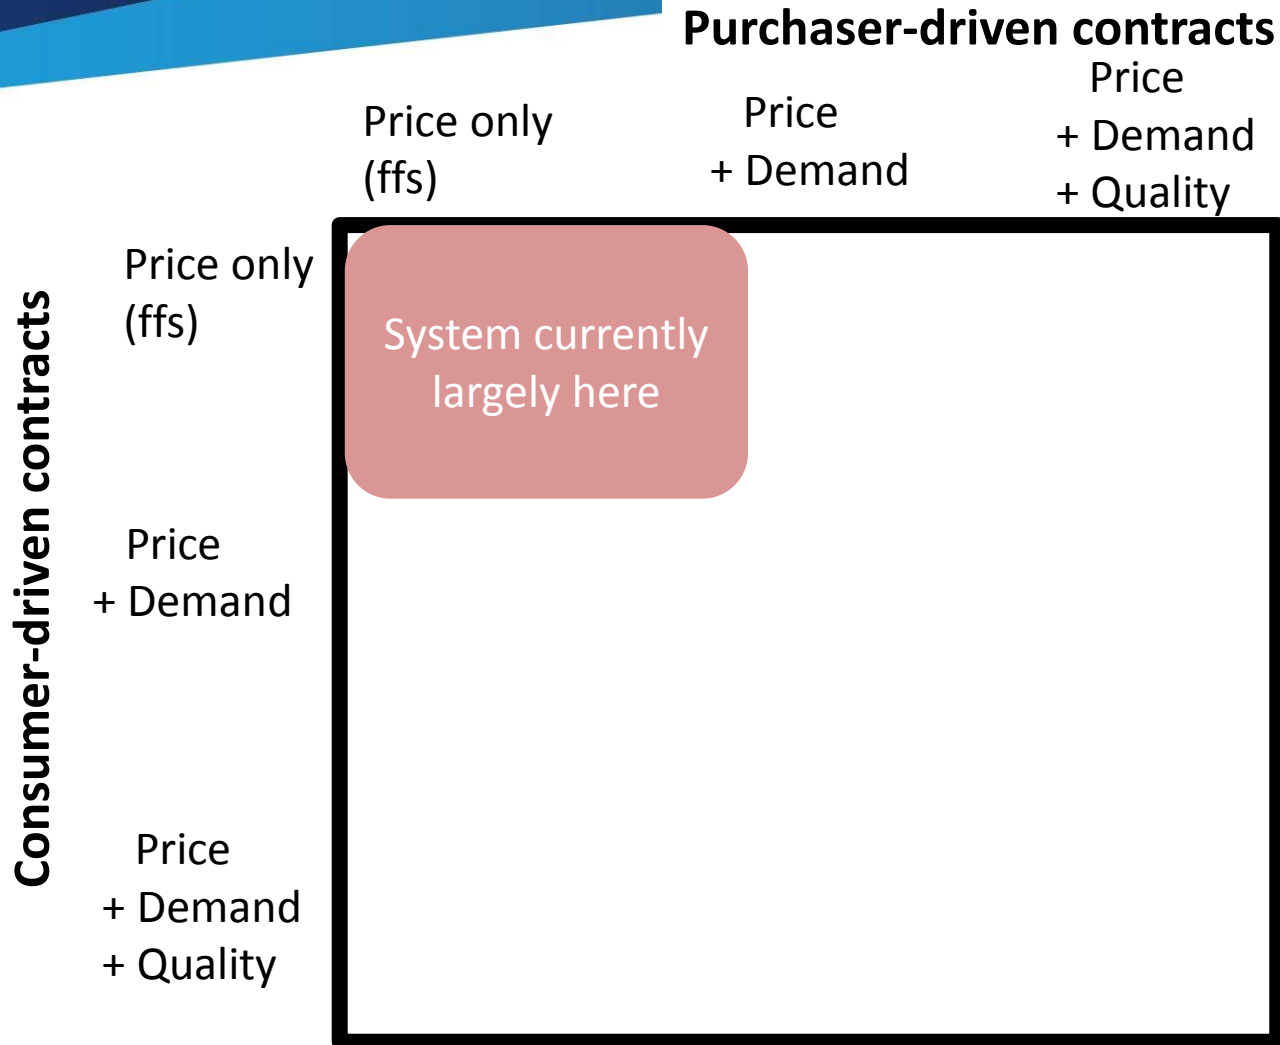 Purchaser-driven contracts
Price only
(ffs)
Price
+ Demand
Price
+ Demand
+ Quality
Consumer-driven contracts
Price only
(ffs)
System currently
largely here
Price
+ Demand
Price
+ Demand
+ Quality